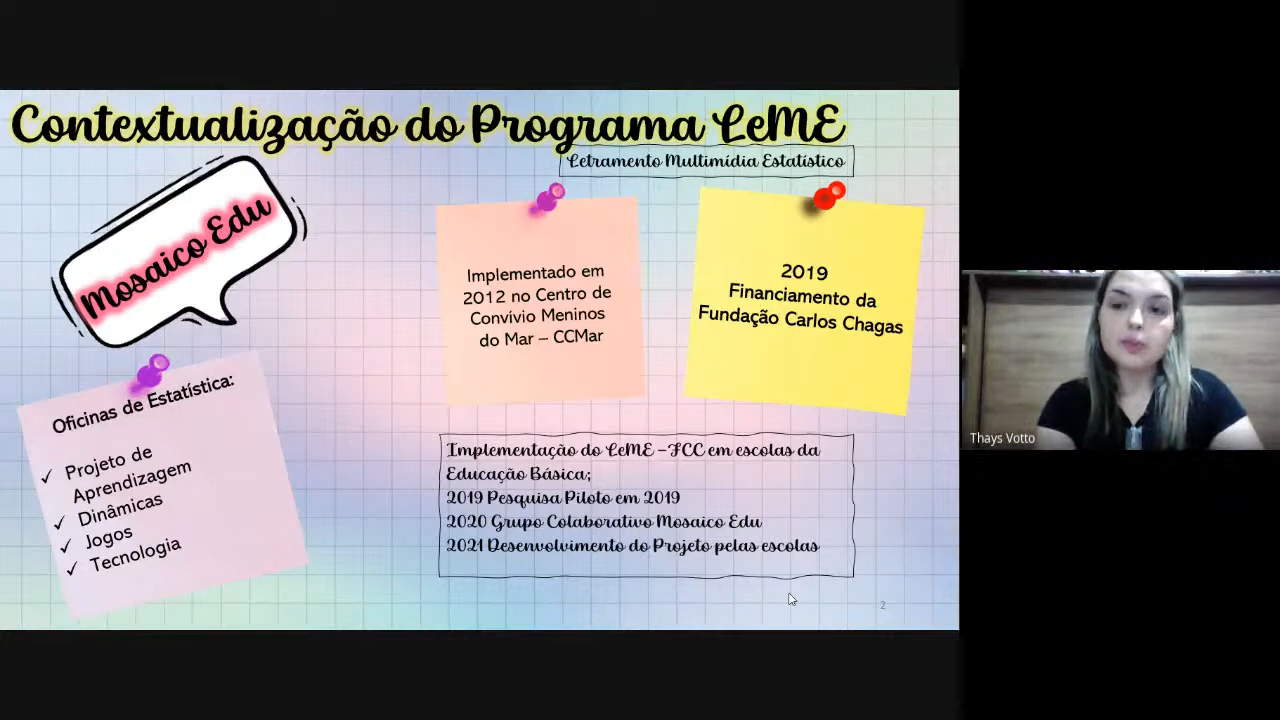 Contextualização do Programa LeME
Letramento Multimídia Estatístico
Mosaico Edu
Implementado em
2012 no Centro de
Convívio Meninos
do Mar – CCMar
2019
Financiamento da
Fundação Carlos Chagas
Oficinas de Estatística:
✓ Projeto de
Aprendizagem
✓ Dinâmicas
✓ Jogos
✓ Tecnologia
Implementação do LeME – FCC em escolas da
Educação Básica;
2019 Pesquisa Piloto em 2019
2020 Grupo Colaborativo Mosaico Edu
2021 Desenvolvimento do Projeto pelas escolas
2
Thays Votto